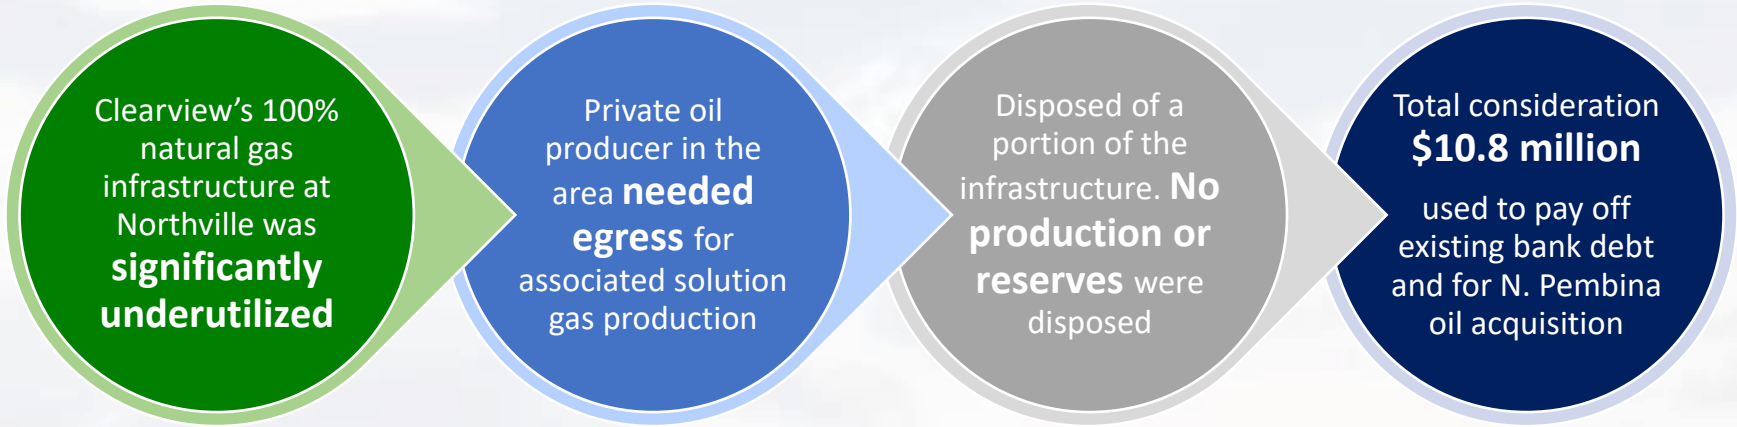 Clearview’s 100%
natural gas
infrastructure at
Northville was
significantly
underutilized
Private oil
producer in the
area needed
egress for
associated solution
gas production
Disposed of a
portion of the
infrastructure. No
production or
reserves were
disposed
Total consideration
$10.8 million
used to pay off
existing bank debt
and for N. Pembina
oil acquisition